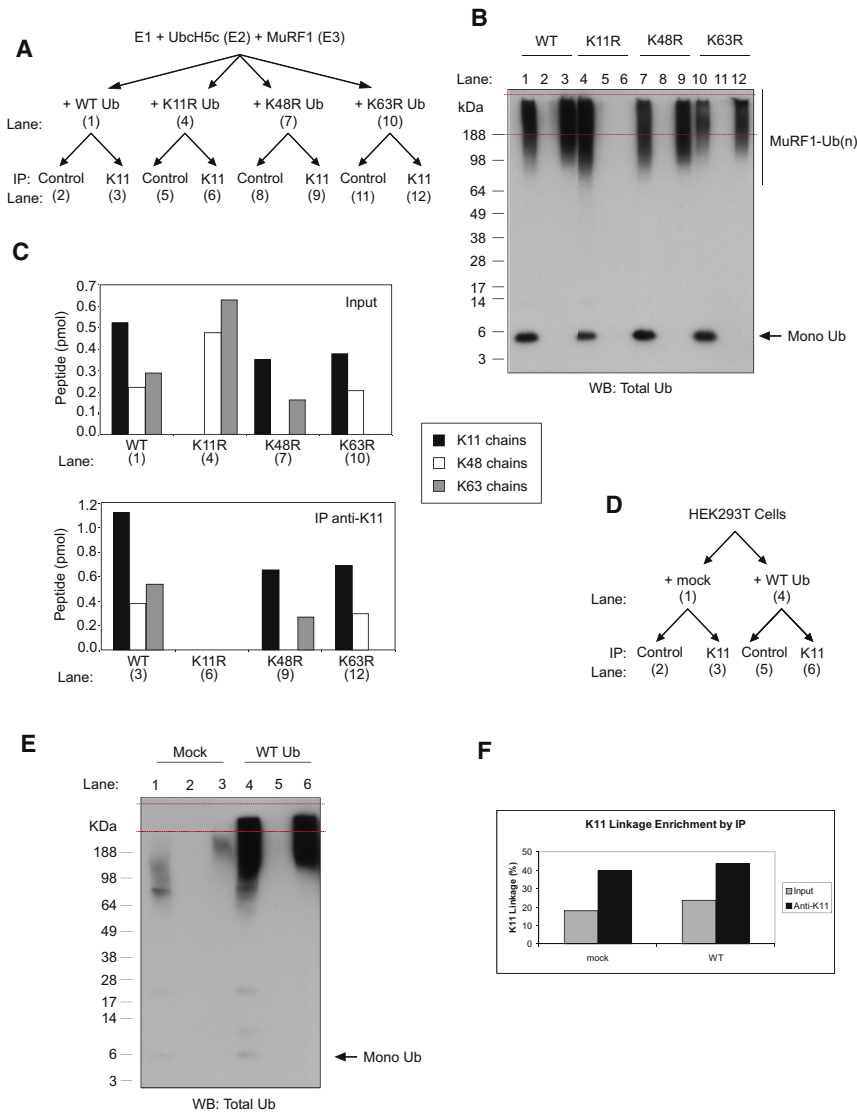 A
E1 + UbcH5c (E2) + MuRF1 (E3)
+ WT Ub + K11R Ub + K48R Ub + K63R Ub
Lane: (1) (4) (7) (10)
IP: Control K11 Control K11 Control K11 Control K11
Lane: (2) (3) (5) (6) (8) (9) (11) (12)
B
WT K11R K48R K63R
Lane: 1 2 3 4 5 6 7 8 9 10 11 12
kDa
188
98
64
49
38
28
17
14
6
3
MuRF1-Ub(n)
Mono Ub
WB: Total Ub
C
Peptide (pmol)
0.7
0.6
0.5
0.4
0.3
0.2
0.1
0.0
Input
WT K11R K48R K63R
Lane: (1) (4) (7) (10)
K11 chains
K48 chains
K63 chains
Peptide (pmol)
1.2
1.0
0.8
0.6
0.4
0.2
0.0
IP anti-K11
WT K11R K48R K63R
Lane: (3) (6) (9) (12)
D
HEK293T Cells
+ mock + WT Ub
Lane: (1) (4)
IP: Control K11 Control K11
Lane: (2) (3) (5) (6)
E
Mock WT Ub
Lane: 1 2 3 4 5 6
KDa
188
98
64
49
38
28
17
14
6
3
Mono Ub
WB: Total Ub
F
K11 Linkage Enrichment by IP
K11 Linkage (%)
50
40
30
20
10
0
mock WT
Input
Anti-K11